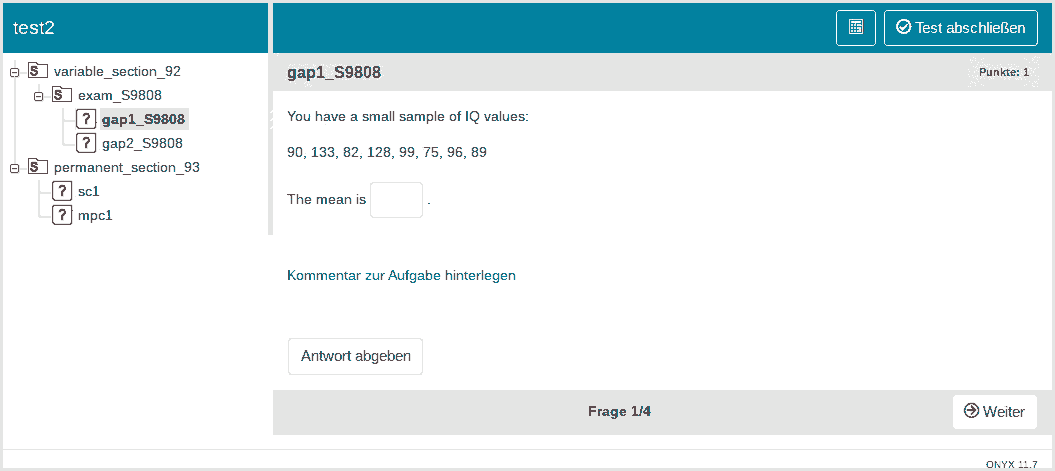 test2
Test abschließen
S variable_section_92
S exam_S9808
? gap1_S9808
? gap2_S9808
S permanent_section_93
? sc1
? mpc1
gap1_S9808
Punkte: 1
You have a small sample of IQ values:
90, 133, 82, 128, 99, 75, 96, 89
The mean is .
Kommentar zur Aufgabe hinterlegen
Antwort abgeben
Frage 1/4
Weiter
ONYX 11.7